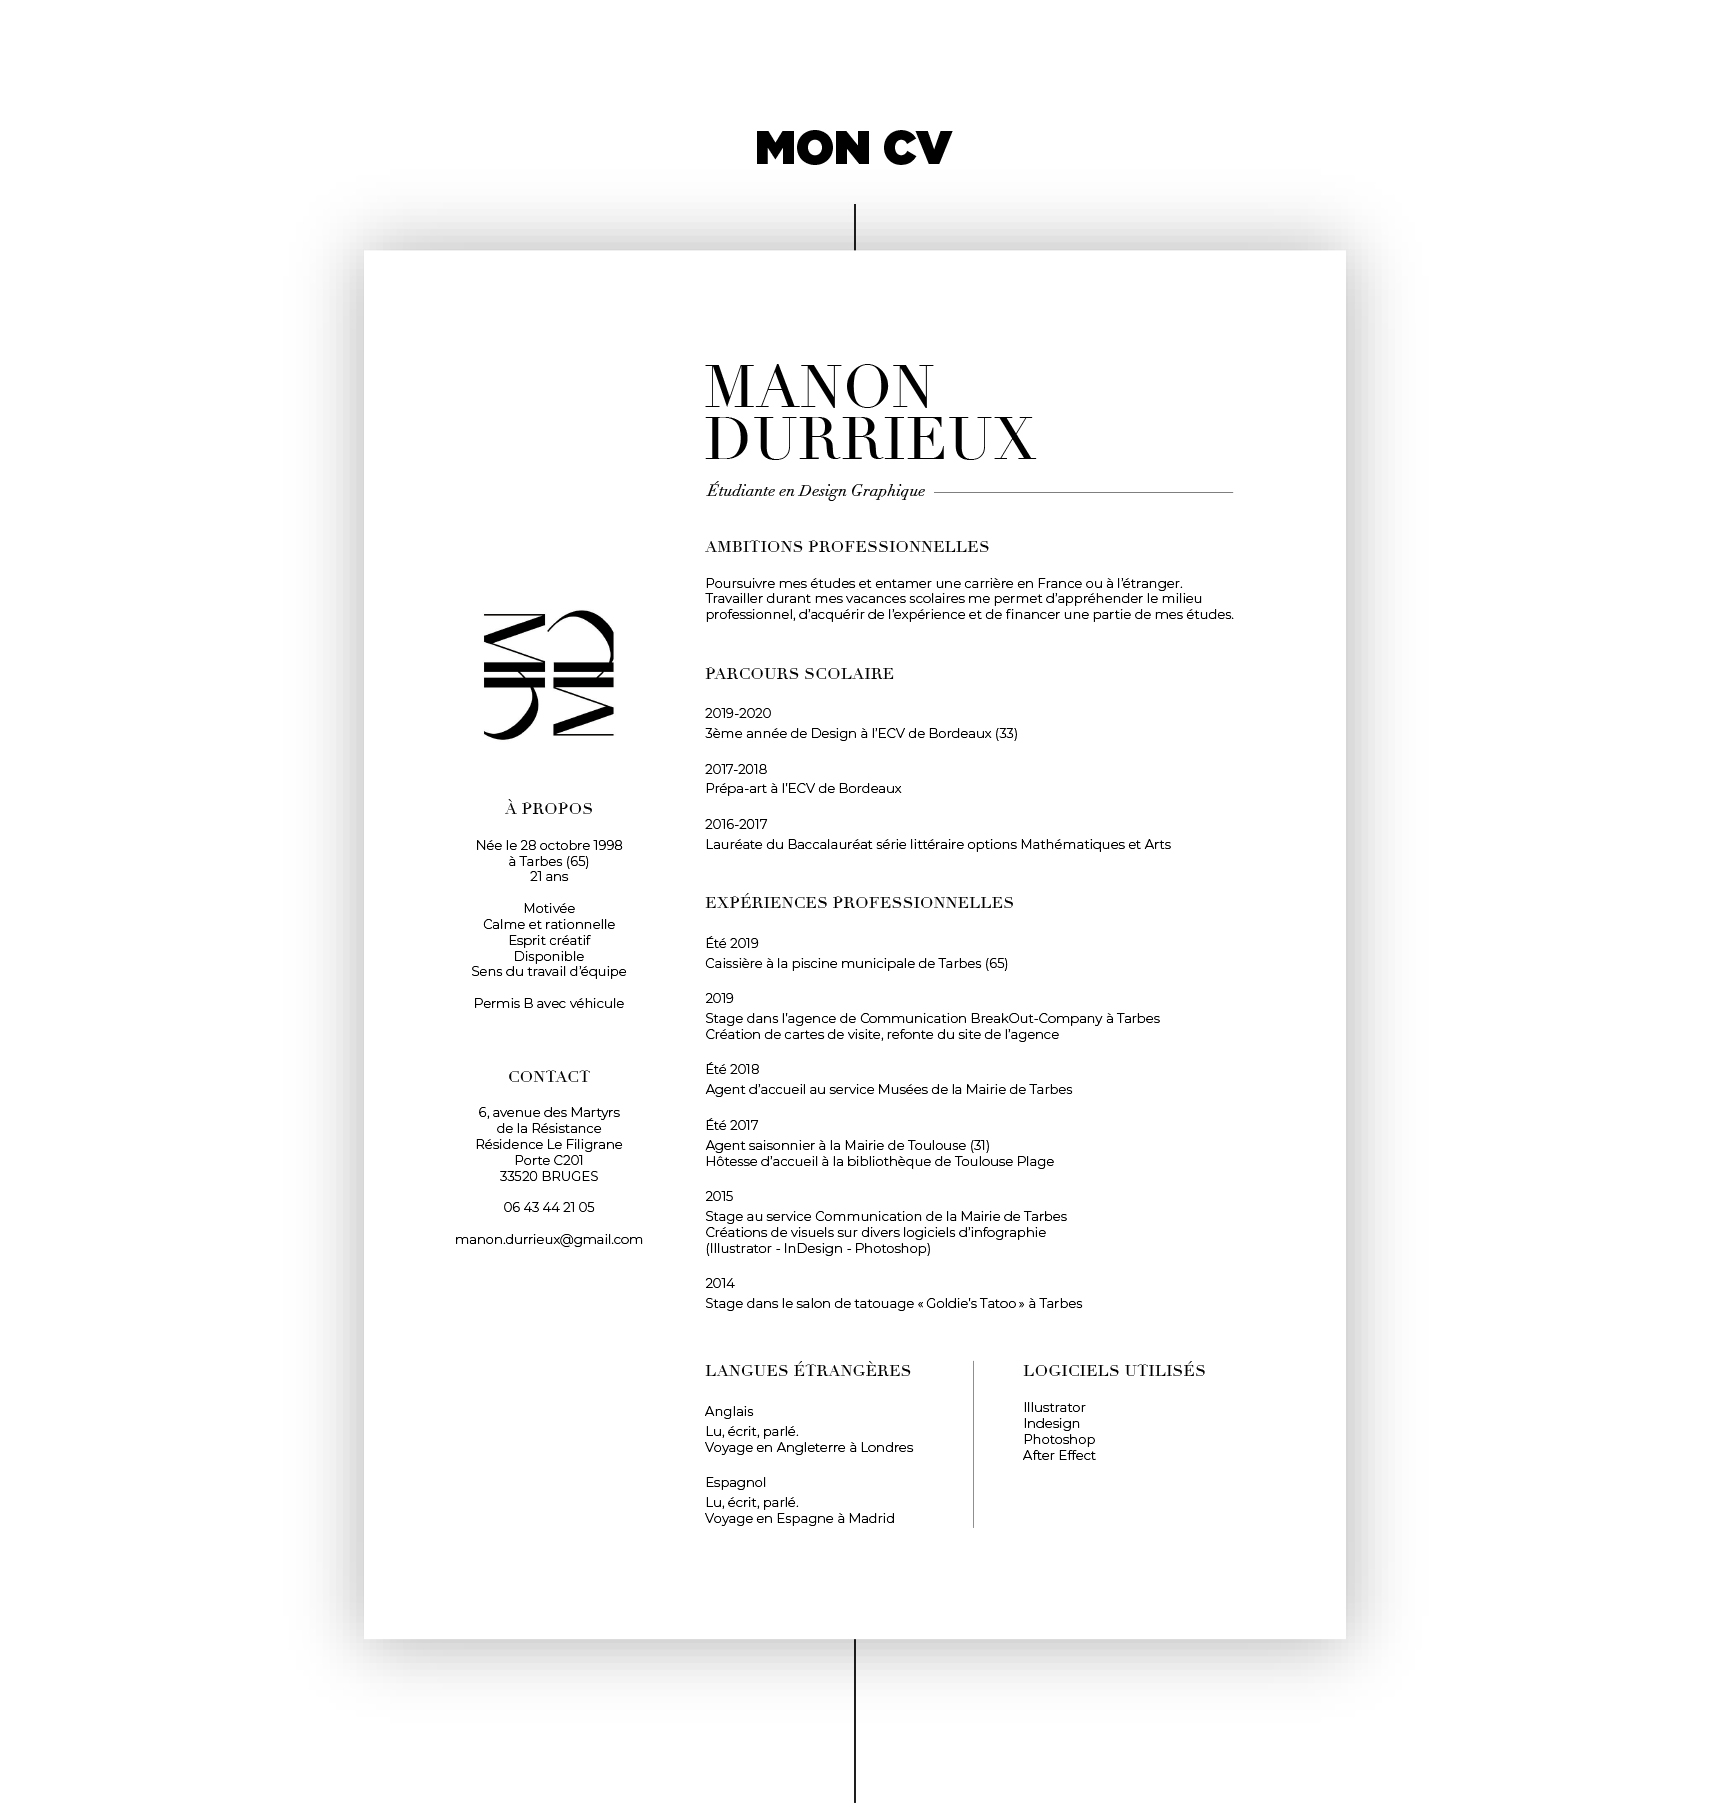 MON CV
MANON
DURRIEUX
Étudiante en Design Graphique
AMBITIONS PROFESSIONNELLES
Poursuivre mes études et entamer une carrière en France ou à l’étranger.
Travailler durant mes vacances scolaires me permet d’appréhender le milieu
professionnel, d’acquérir de l’expérience et de financer une partie de mes études.
PARCOURS SCOLAIRE
2019-2020
3ème année de Design à l’ECV de Bordeaux (33)
2017-2018
Prépa-art à l’ECV de Bordeaux
2016-2017
Lauréate du Baccalauréat série littéraire options Mathématiques et Arts
EXPÉRIENCES PROFESSIONNELLES
Été 2019
Caissière à la piscine municipale de Tarbes (65)
2019
Stage dans l’agence de Communication BreakOut-Company à Tarbes
Création de cartes de visite, refonte du site de l’agence
Été 2018
Agent d’accueil au service Musées de la Mairie de Tarbes
Été 2017
Agent saisonnier à la Mairie de Toulouse (31)
Hôtesse d’accueil à la bibliothèque de Toulouse Plage
2015
Stage au service Communication de la Mairie de Tarbes
Créations de visuels sur divers logiciels d’infographie
(Illustrator - InDesign - Photoshop)
2014
Stage dans le salon de tatouage « Goldie’s Tatoo » à Tarbes
LANGUES ÉTRANGÈRES
Anglais
Lu, écrit, parlé.
Voyage en Angleterre à Londres
Espagnol
Lu, écrit, parlé.
Voyage en Espagne à Madrid
LOGICIELS UTILISÉS
Illustrator
Indesign
Photoshop
After Effect
À PROPOS
Née le 28 octobre 1998
à Tarbes (65)
21 ans
Motivée
Calme et rationnelle
Esprit créatif
Disponible
Sens du travail d’équipe
Permis B avec véhicule
CONTACT
6, avenue des Martyrs
de la Résistance
Résidence Le Filigrane
Porte C201
33520 BRUGES
06 43 44 21 05
manon.durrieux@gmail.com